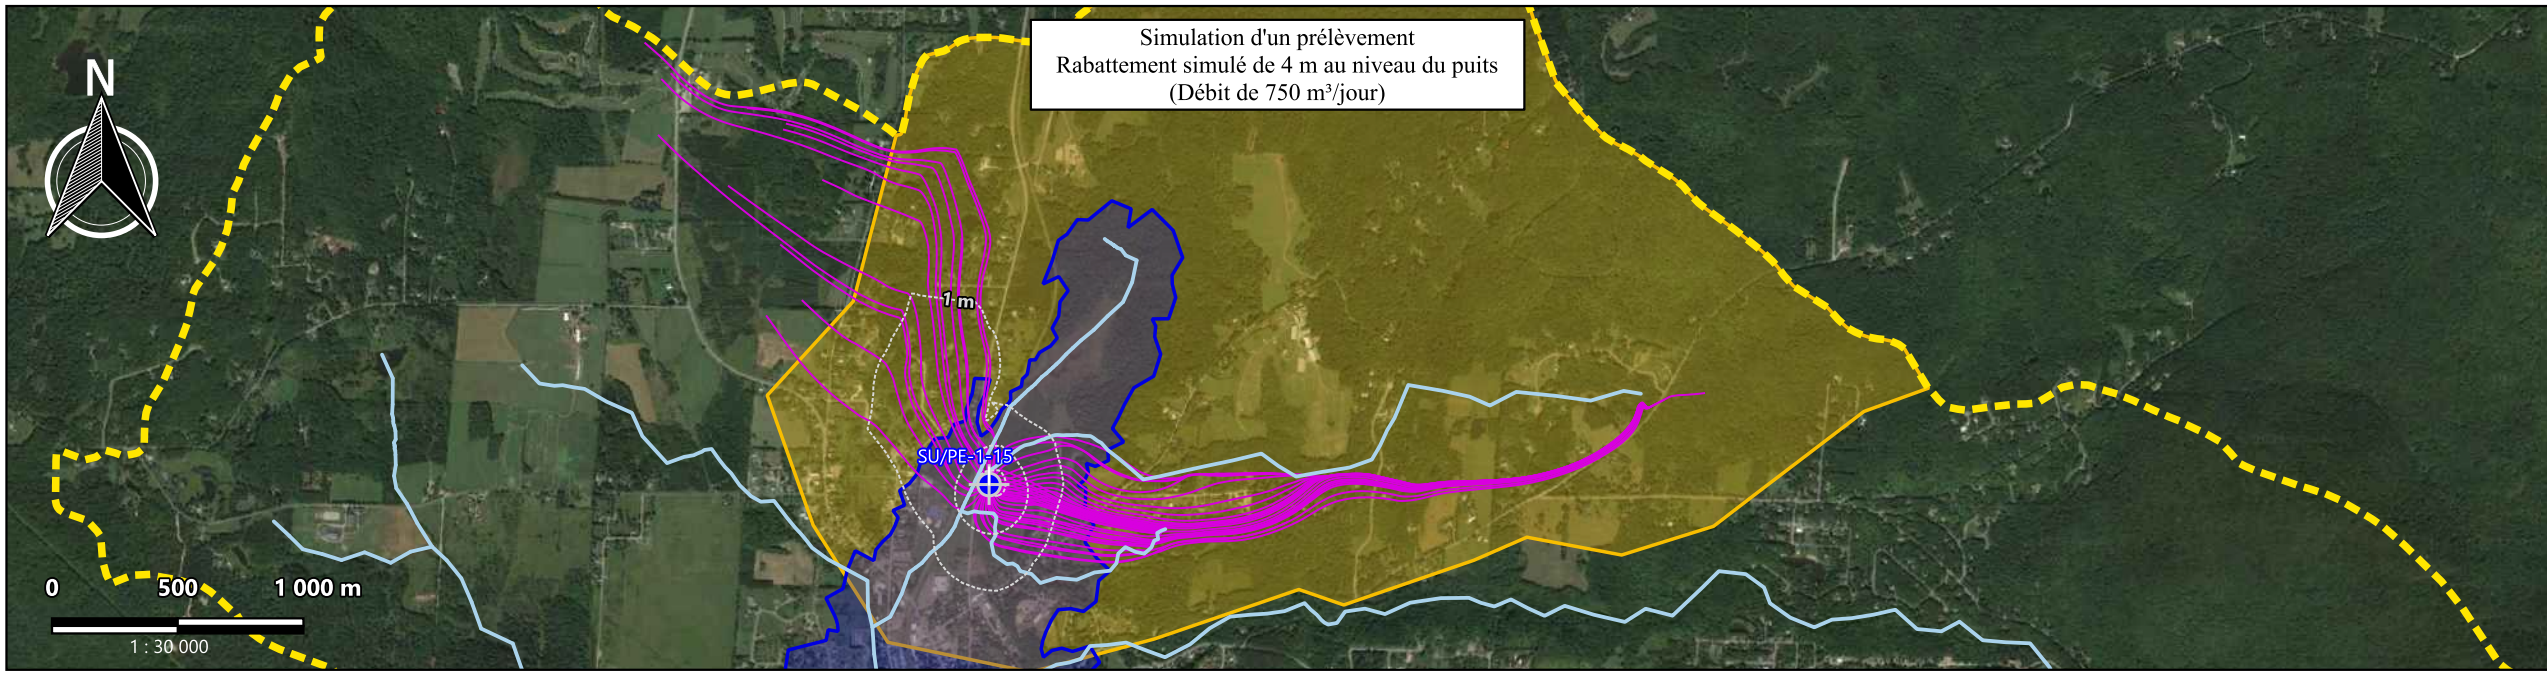 Simulation d'un prélèvement
Rabattement simulé de 4 m au niveau du puits
(Débit de 750 m³/jour)
N
1 m
SU/PE-1-15
0 500 1 000 m
1 : 30 000